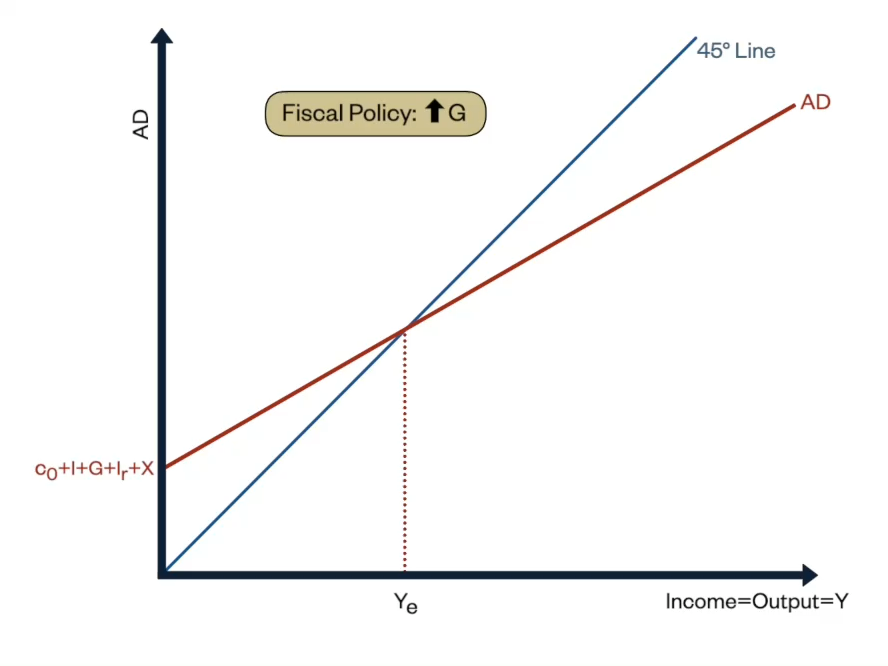 45° Line
AD
Fiscal Policy: ⬆G
AD
c₀+I+G+Iᵣ+X
Yₑ
Income=Output=Y